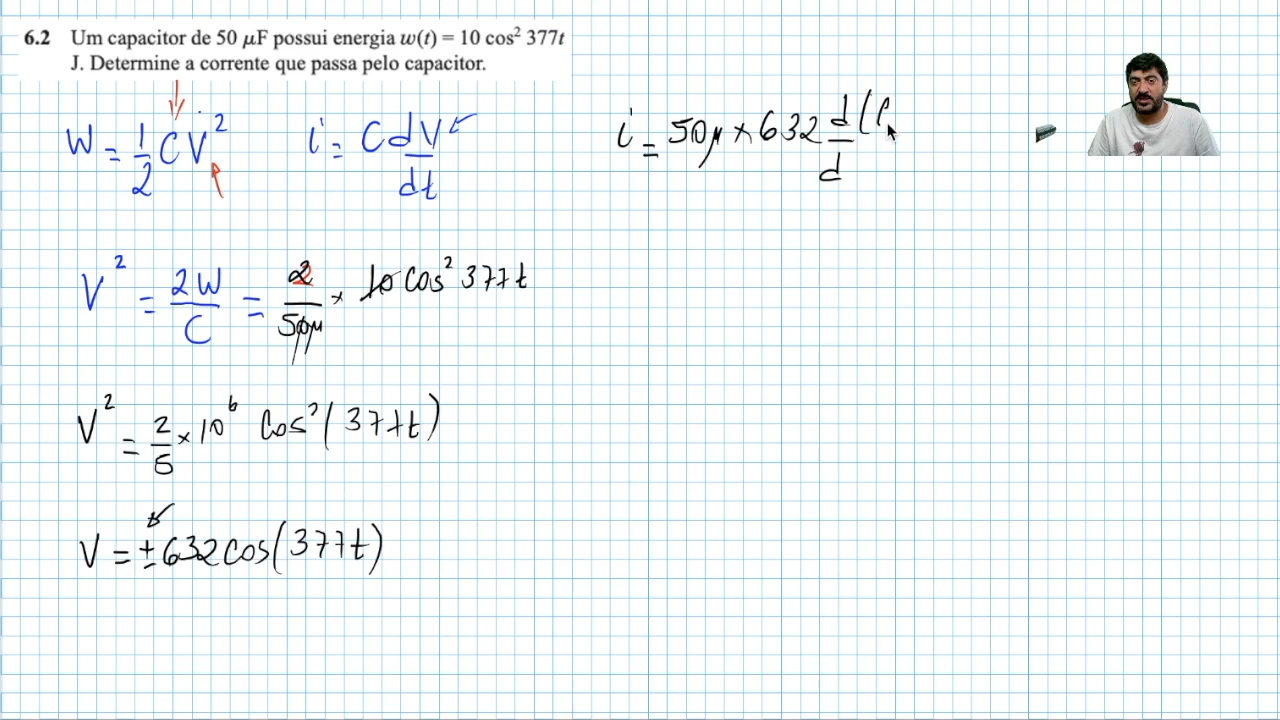 6.2 Um capacitor de 50 μF possui energia w(t) = 10 cos² 377t
J. Determine a corrente que passa pelo capacitor.
W = 1/2 CV²
i = C dV/dt
i = 50μ × 632 d/d (C
V² = 2W/C = 2/50μ × 10 cos² 377t
V² = 2/5 × 10⁶ Cos² (377t)
V = ± 632 cos(377t)